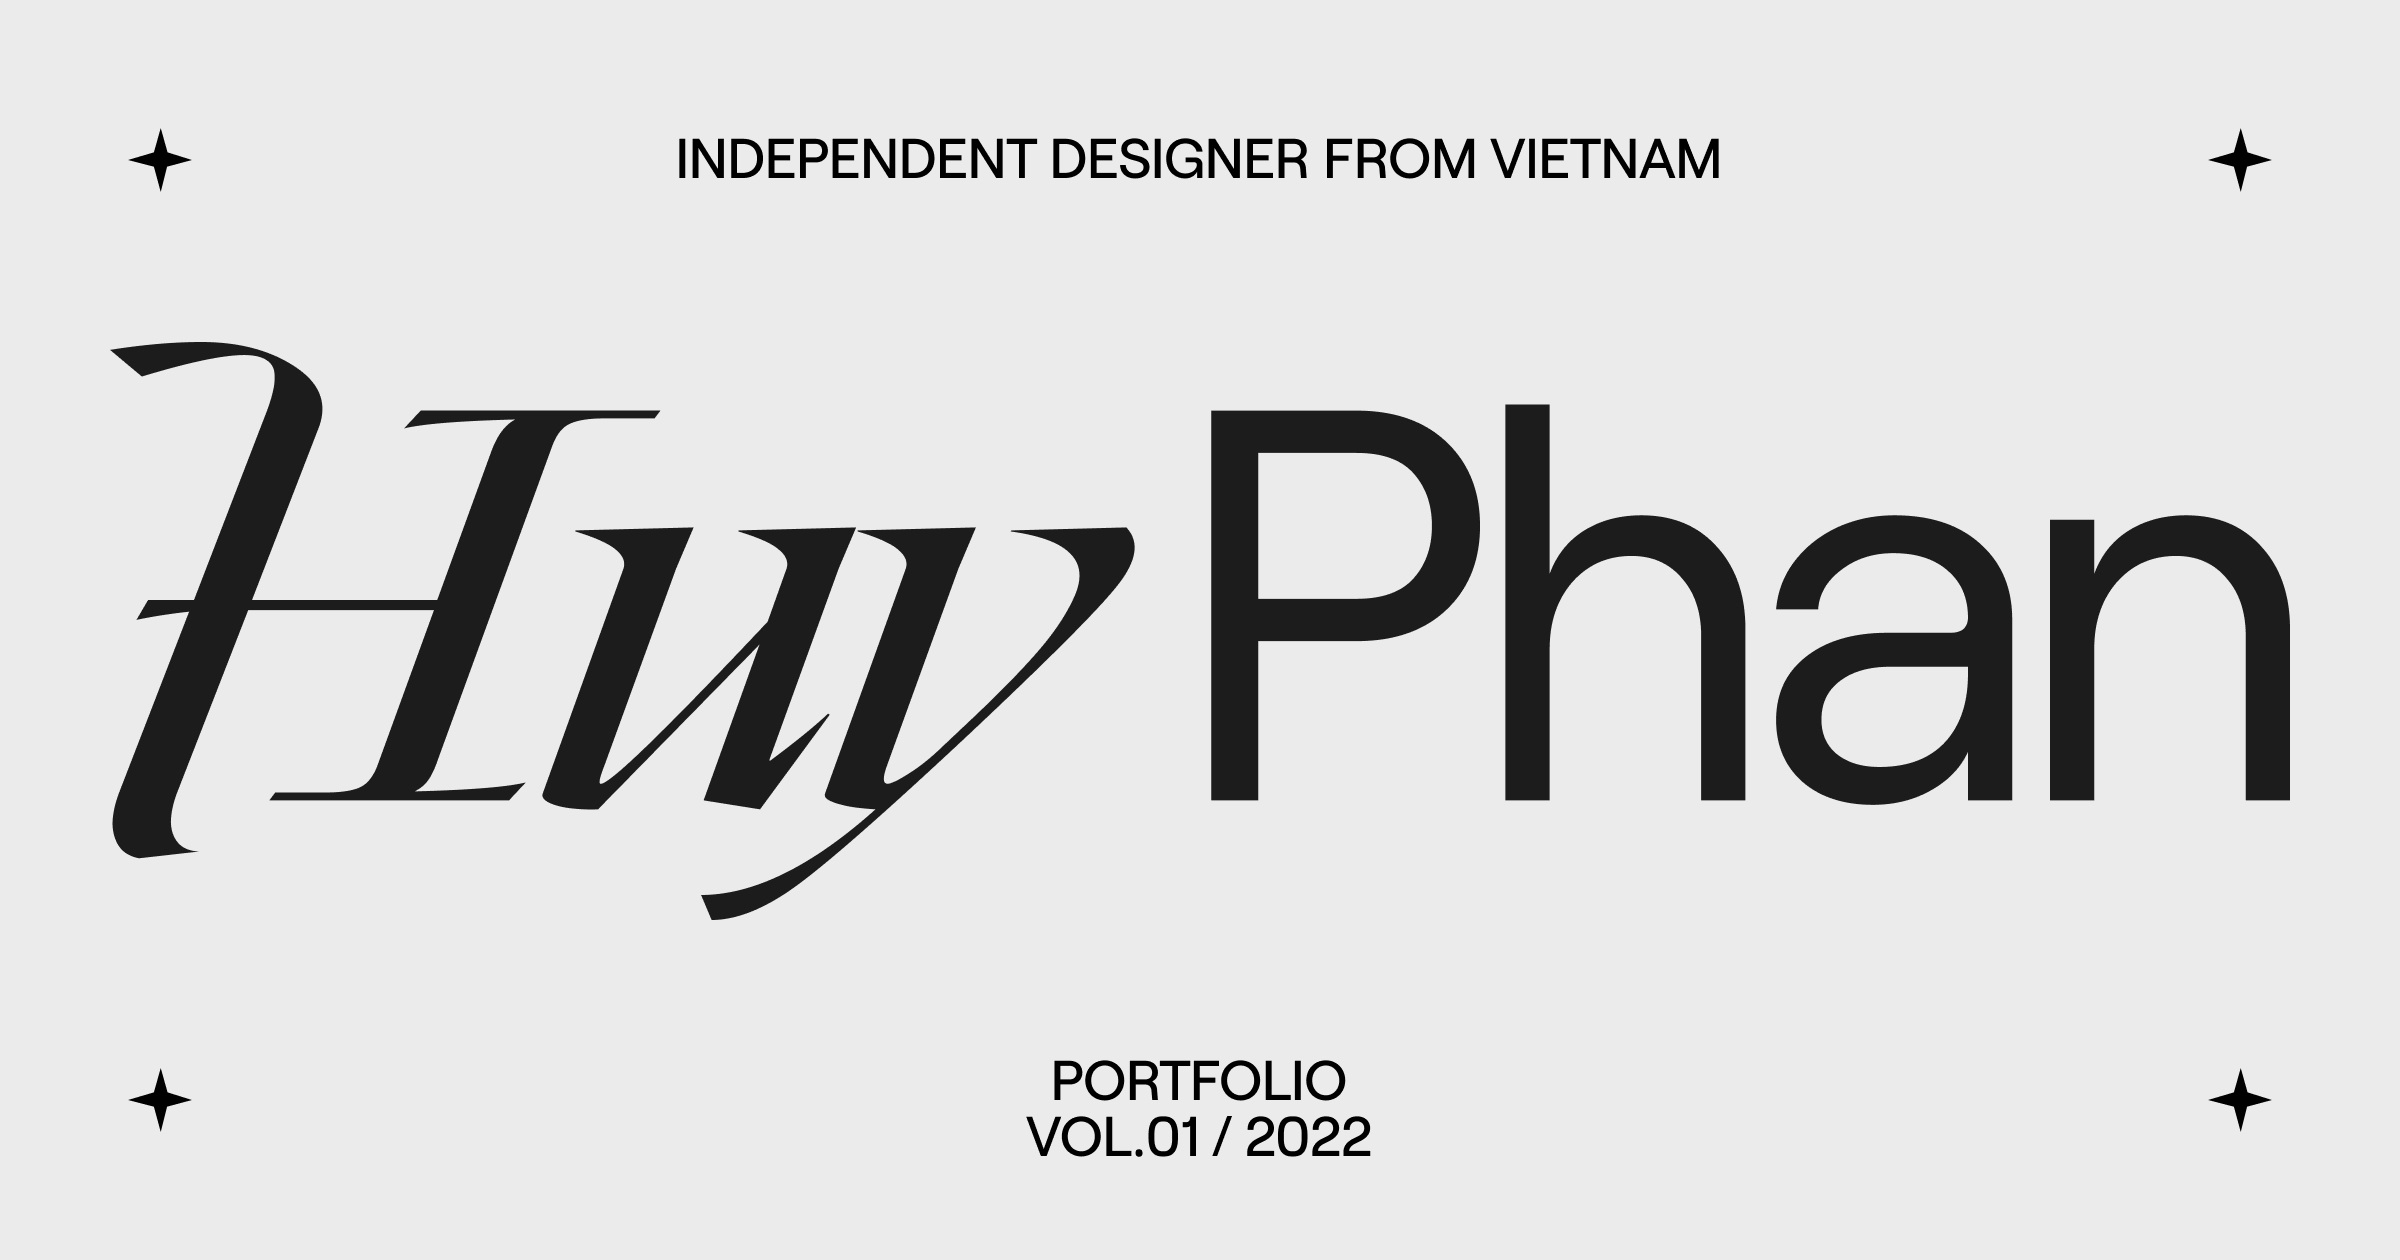 INDEPENDENT DESIGNER FROM VIETNAM
Huy Phan
PORTFOLIO
VOL.01 / 2022